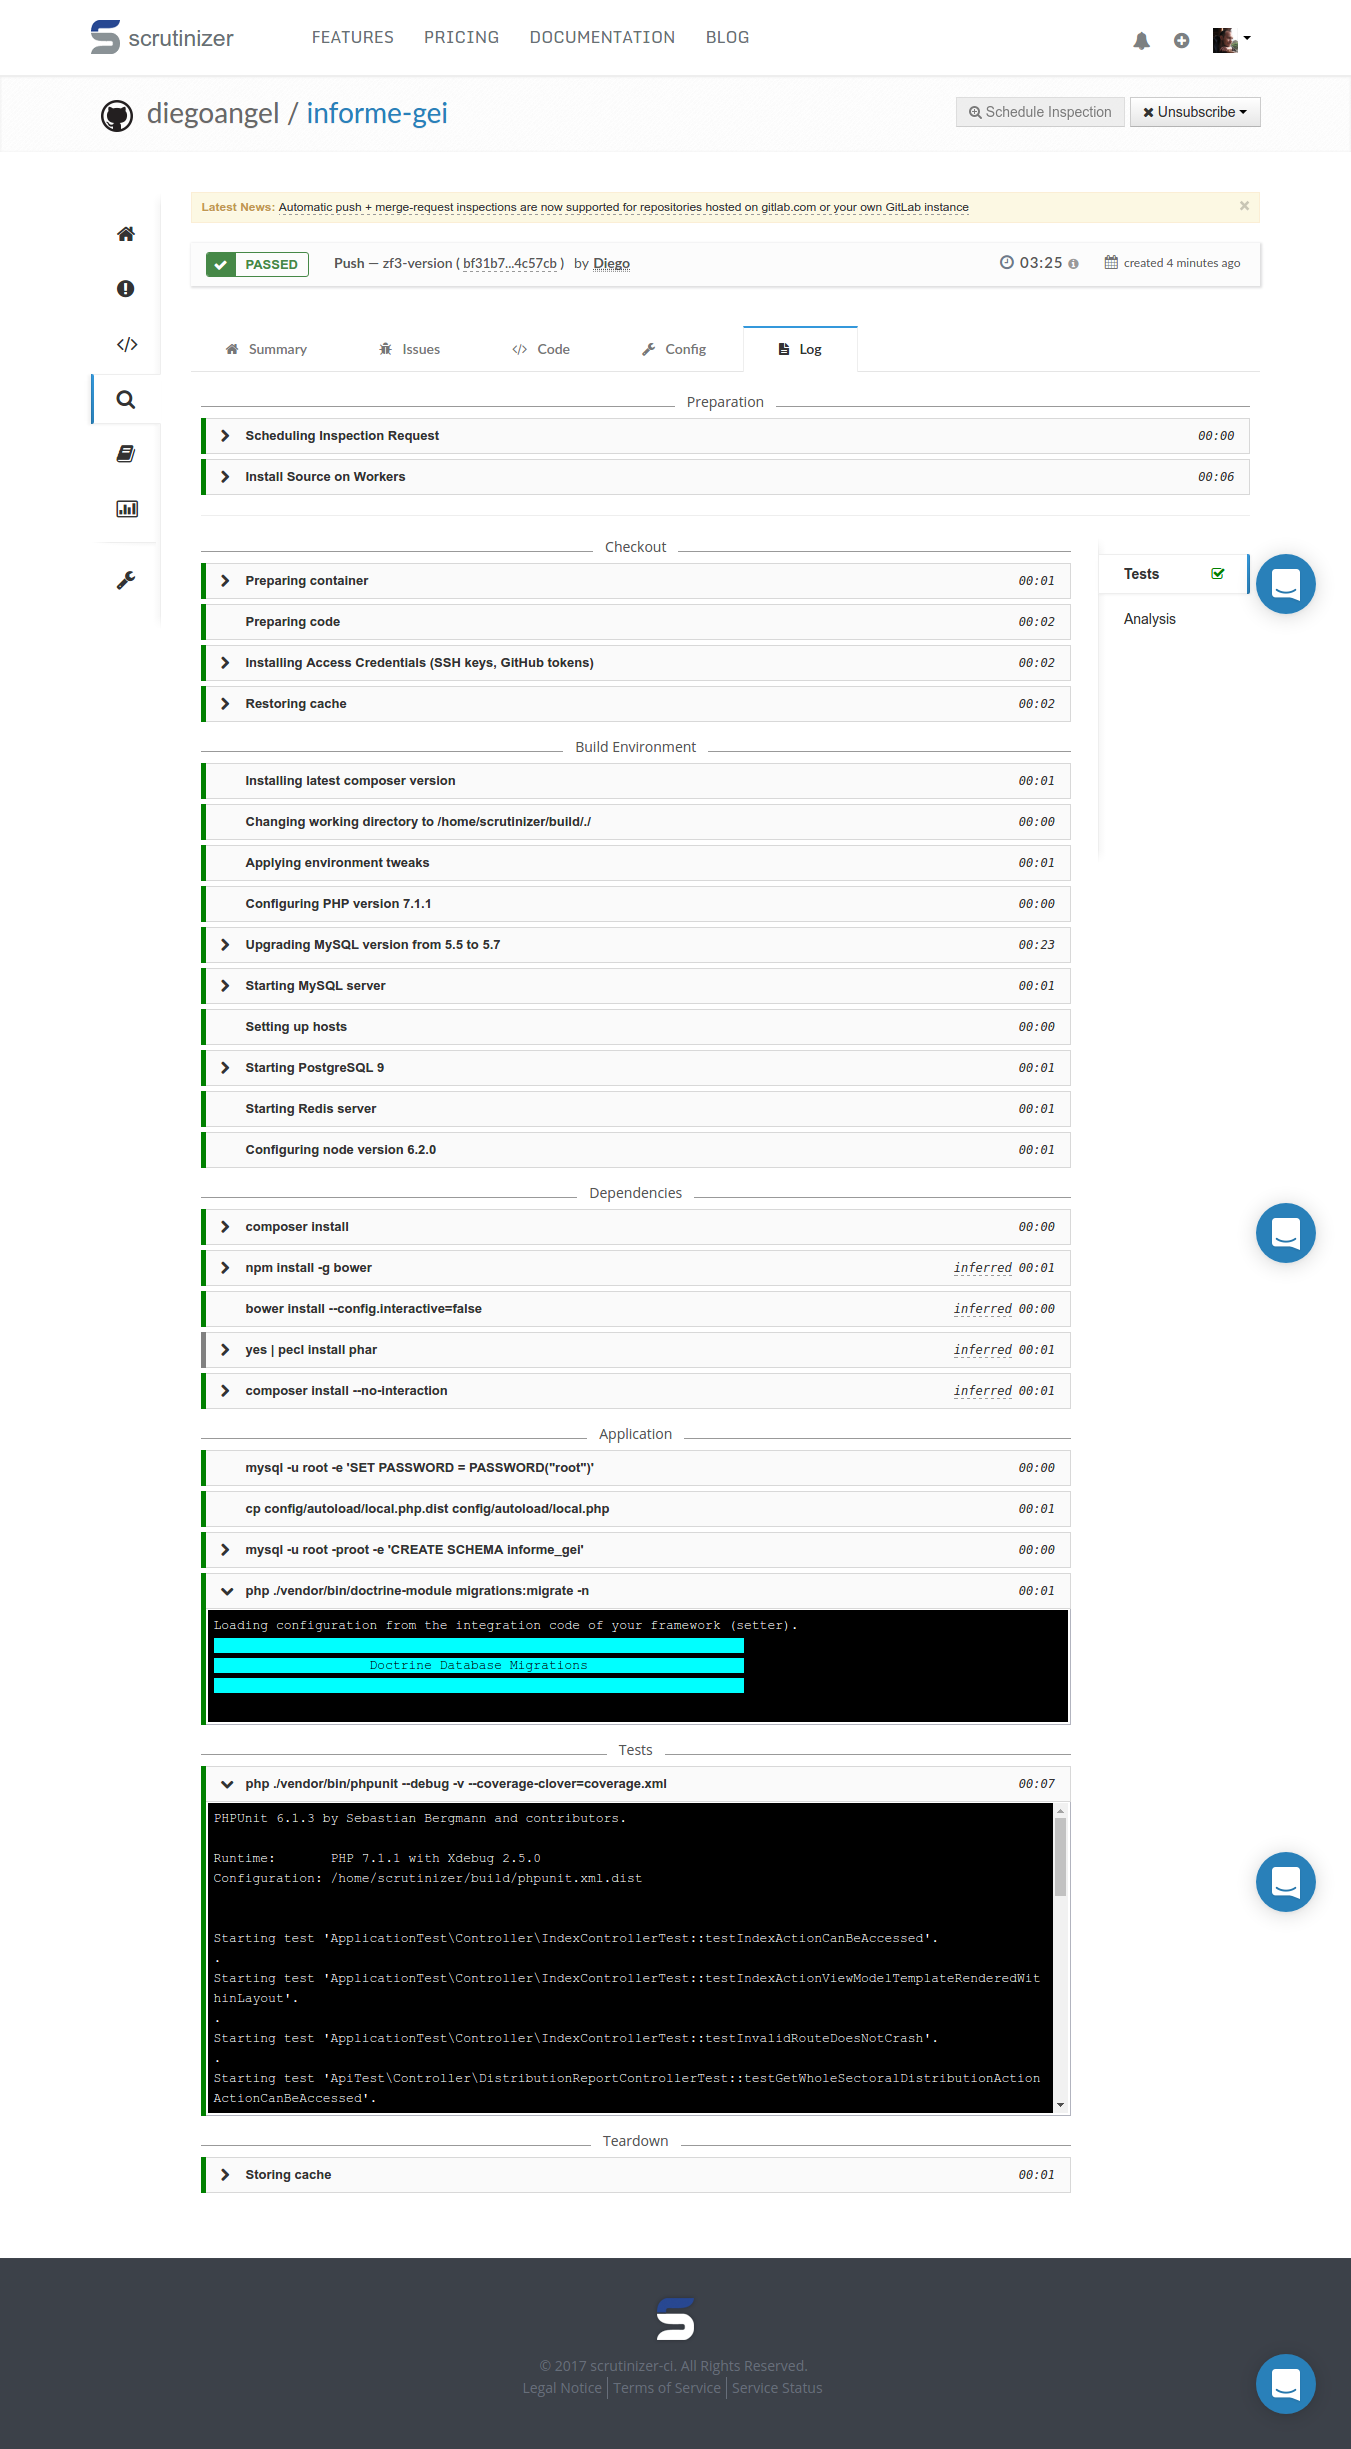 scrutinizer FEATURES PRICING DOCUMENTATION BLOG
diegoangel / informe-gei Schedule Inspection Unsubscribe
Latest News: Automatic push + merge-request inspections are now supported for repositories hosted on gitlab.com or your own GitLab instance ×
PASSED Push — zf3-version ( bf31b7...4c57cb ) by Diego 03:25 created 4 minutes ago
Summary Issues Code Config Log
Preparation
Scheduling Inspection Request 00:00
Install Source on Workers 00:06
Checkout
Preparing container 00:01
Tests
Preparing code 00:02
Analysis
Installing Access Credentials (SSH keys, GitHub tokens) 00:02
Restoring cache 00:02
Build Environment
Installing latest composer version 00:01
Changing working directory to /home/scrutinizer/build/./ 00:00
Applying environment tweaks 00:01
Configuring PHP version 7.1.1 00:00
Upgrading MySQL version from 5.5 to 5.7 00:23
Starting MySQL server 00:01
Setting up hosts 00:00
Starting PostgreSQL 9 00:01
Starting Redis server 00:01
Configuring node version 6.2.0 00:01
Dependencies
composer install 00:00
npm install -g bower inferred 00:01
bower install --config.interactive=false inferred 00:00
yes | pecl install phar inferred 00:01
composer install --no-interaction inferred 00:01
Application
mysql -u root -e 'SET PASSWORD = PASSWORD("root")' 00:00
cp config/autoload/local.php.dist config/autoload/local.php 00:01
mysql -u root -proot -e 'CREATE SCHEMA informe_gei' 00:00
php ./vendor/bin/doctrine-module migrations:migrate -n 00:01
Loading configuration from the integration code of your framework (setter).
Doctrine Database Migrations
Tests
php ./vendor/bin/phpunit --debug -v --coverage-clover=coverage.xml 00:07
PHPUnit 6.1.3 by Sebastian Bergmann and contributors.
Runtime: PHP 7.1.1 with Xdebug 2.5.0
Configuration: /home/scrutinizer/build/phpunit.xml.dist
Starting test 'ApplicationTest\Controller\IndexControllerTest::testIndexActionCanBeAccessed'.
.
Starting test 'ApplicationTest\Controller\IndexControllerTest::testIndexActionViewModelTemplateRenderedWit
hinLayout'.
.
Starting test 'ApplicationTest\Controller\IndexControllerTest::testInvalidRouteDoesNotCrash'.
.
Starting test 'ApiTest\Controller\DistributionReportControllerTest::testGetWholeSectoralDistributionAction
ActionCanBeAccessed'.
Teardown
Storing cache 00:01
© 2017 scrutinizer-ci. All Rights Reserved.
Legal Notice | Terms of Service | Service Status